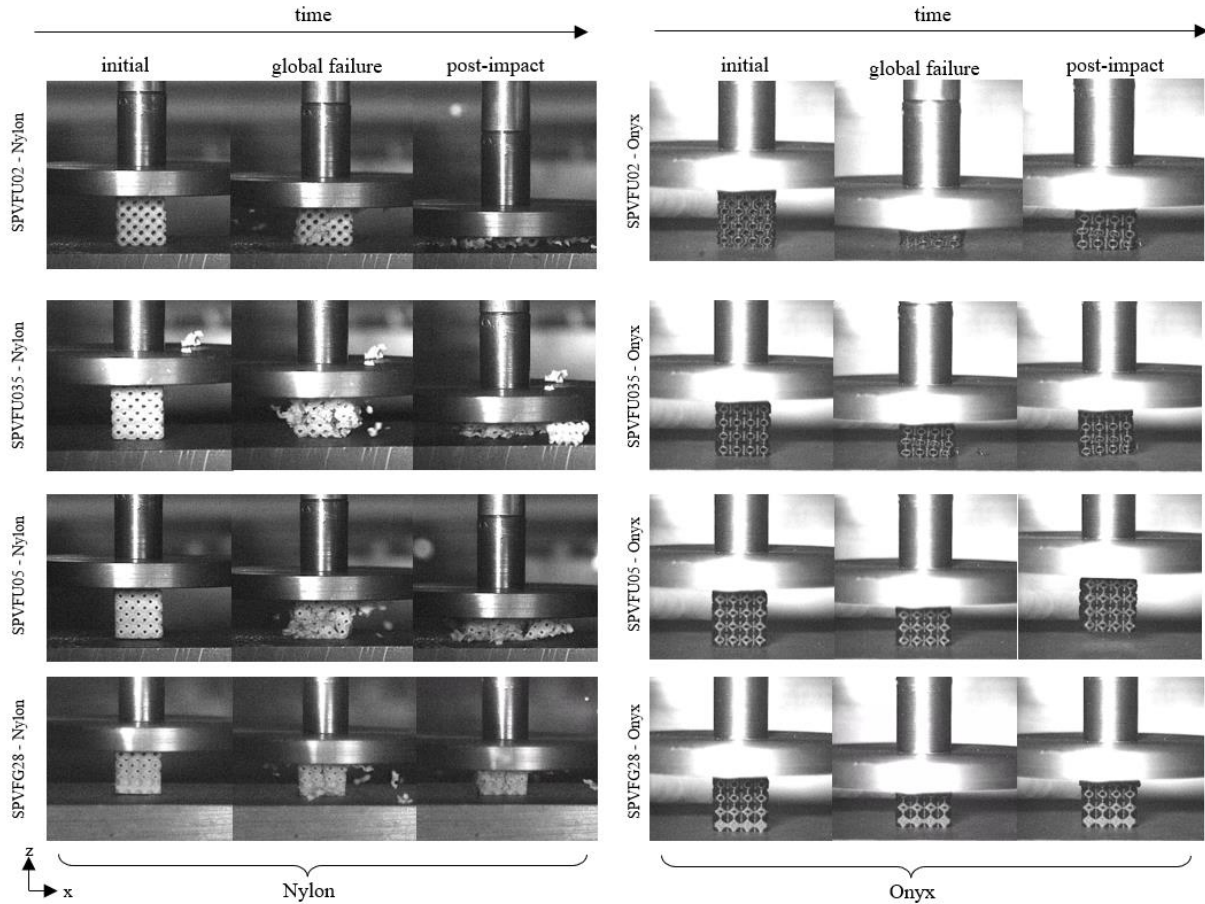 time
time
initial
global failure
post-impact
initial
global failure
post-impact
SPVFU02 - Nylon
SPVFU02 - Onyx
SPVFU035 - Nylon
SPVFU035 - Onyx
SPVFU05 - Nylon
SPVFU05 - Onyx
SPVFG28 - Nylon
SPVFG28 - Onyx
z
x
Nylon
Onyx